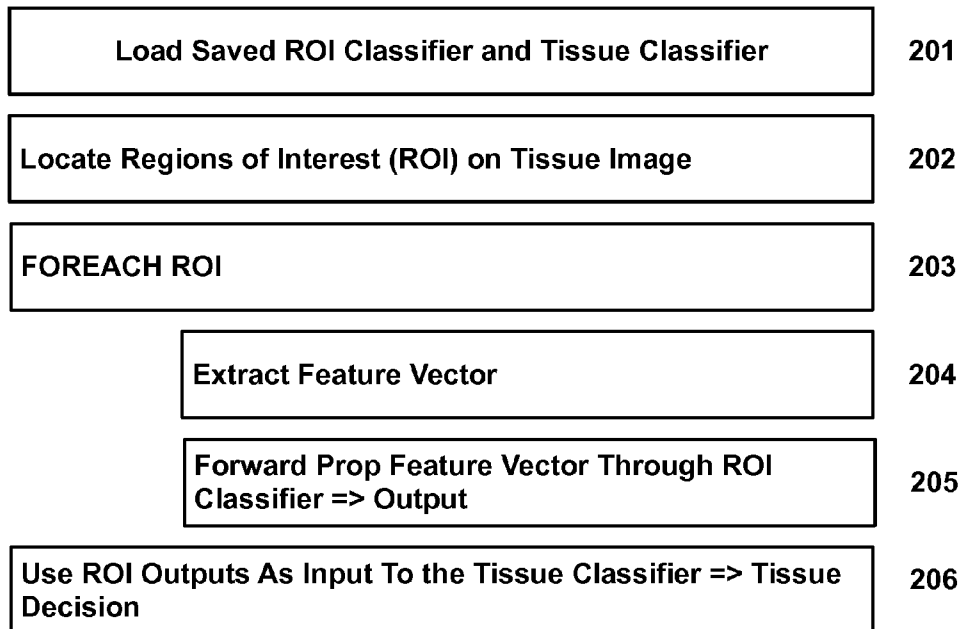 Load Saved ROI Classifier and Tissue Classifier 201
Locate Regions of Interest (ROI) on Tissue Image 202
FOREACH ROI 203
Extract Feature Vector 204
Forward Prop Feature Vector Through ROI
Classifier => Output 205
Use ROI Outputs As Input To the Tissue Classifier => Tissue
Decision 206